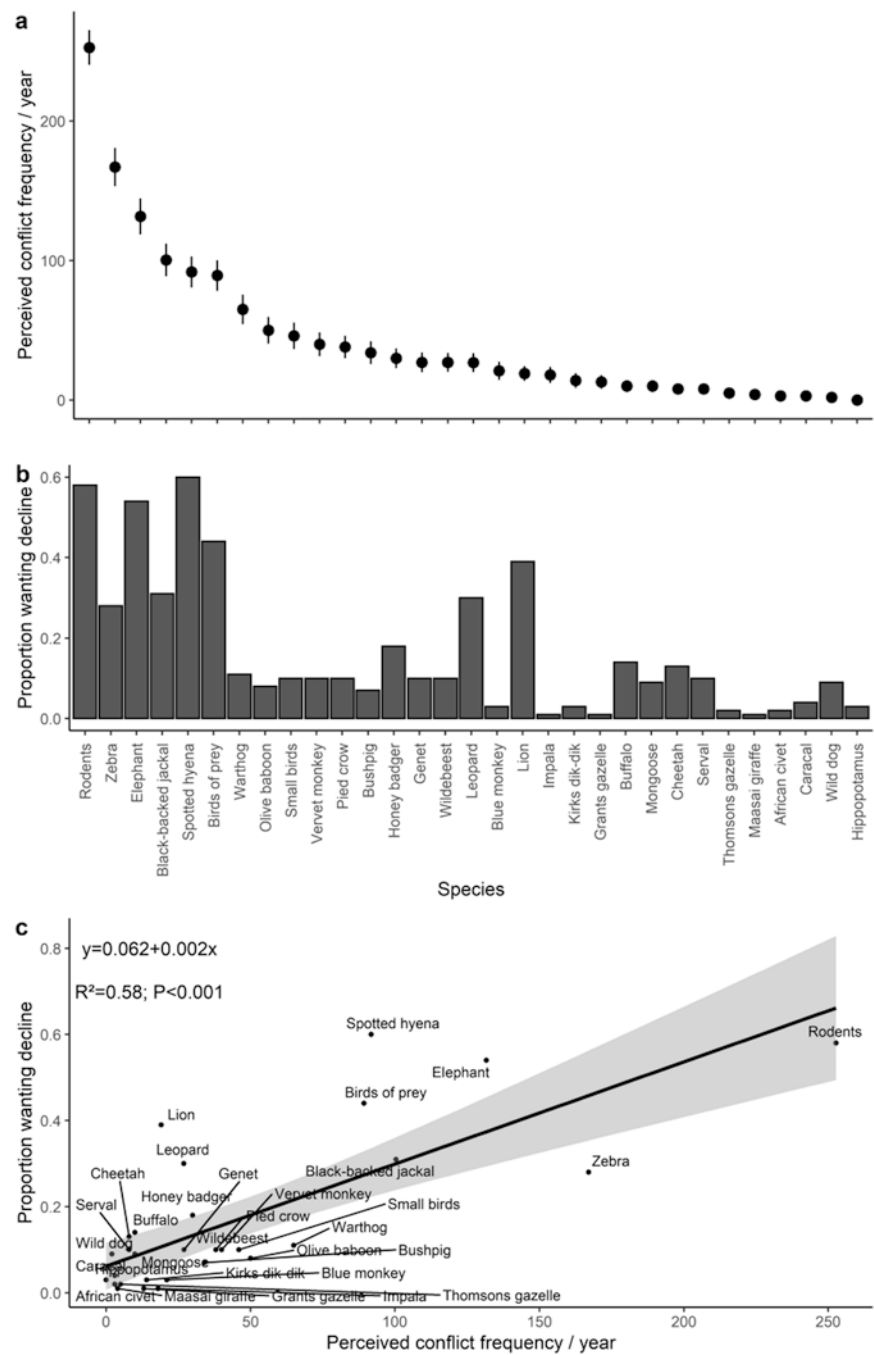 a
Perceived conflict frequency / year
200
100
0
b
Proportion wanting decline
0.6
0.4
0.2
0.0
Rodents
Zebra
Elephant
Black-backed jackal
Spotted hyena
Birds of prey
Warthog
Olive baboon
Small birds
Vervet monkey
Pied crow
Bushpig
Honey badger
Genet
Wildebeest
Leopard
Blue monkey
Lion
Impala
Kirks dik-dik
Grants gazelle
Buffalo
Mongoose
Cheetah
Serval
Thomsons gazelle
Maasai giraffe
African civet
Caracal
Wild dog
Hippopotamus
Species
c
Proportion wanting decline
0.8
0.6
0.4
0.2
0.0
y=0.062+0.002x
R²=0.58; P<0.001
Spotted hyena
Rodents
Elephant
Birds of prey
Lion
Zebra
Leopard
Black-backed jackal
Cheetah
Genet
Honey badger
Vervet monkey
Serval
Small birds
Buffalo
Pied crow
Warthog
Wild dog
Wildebeest
Olive baboon
Bushpig
Caracal
Mongoose
Hippopotamus
Kirks dik dik
Blue monkey
African civet
Maasai giraffe
Grants gazelle
Impala
Thomsons gazelle
0
50
100
150
200
250
Perceived conflict frequency / year